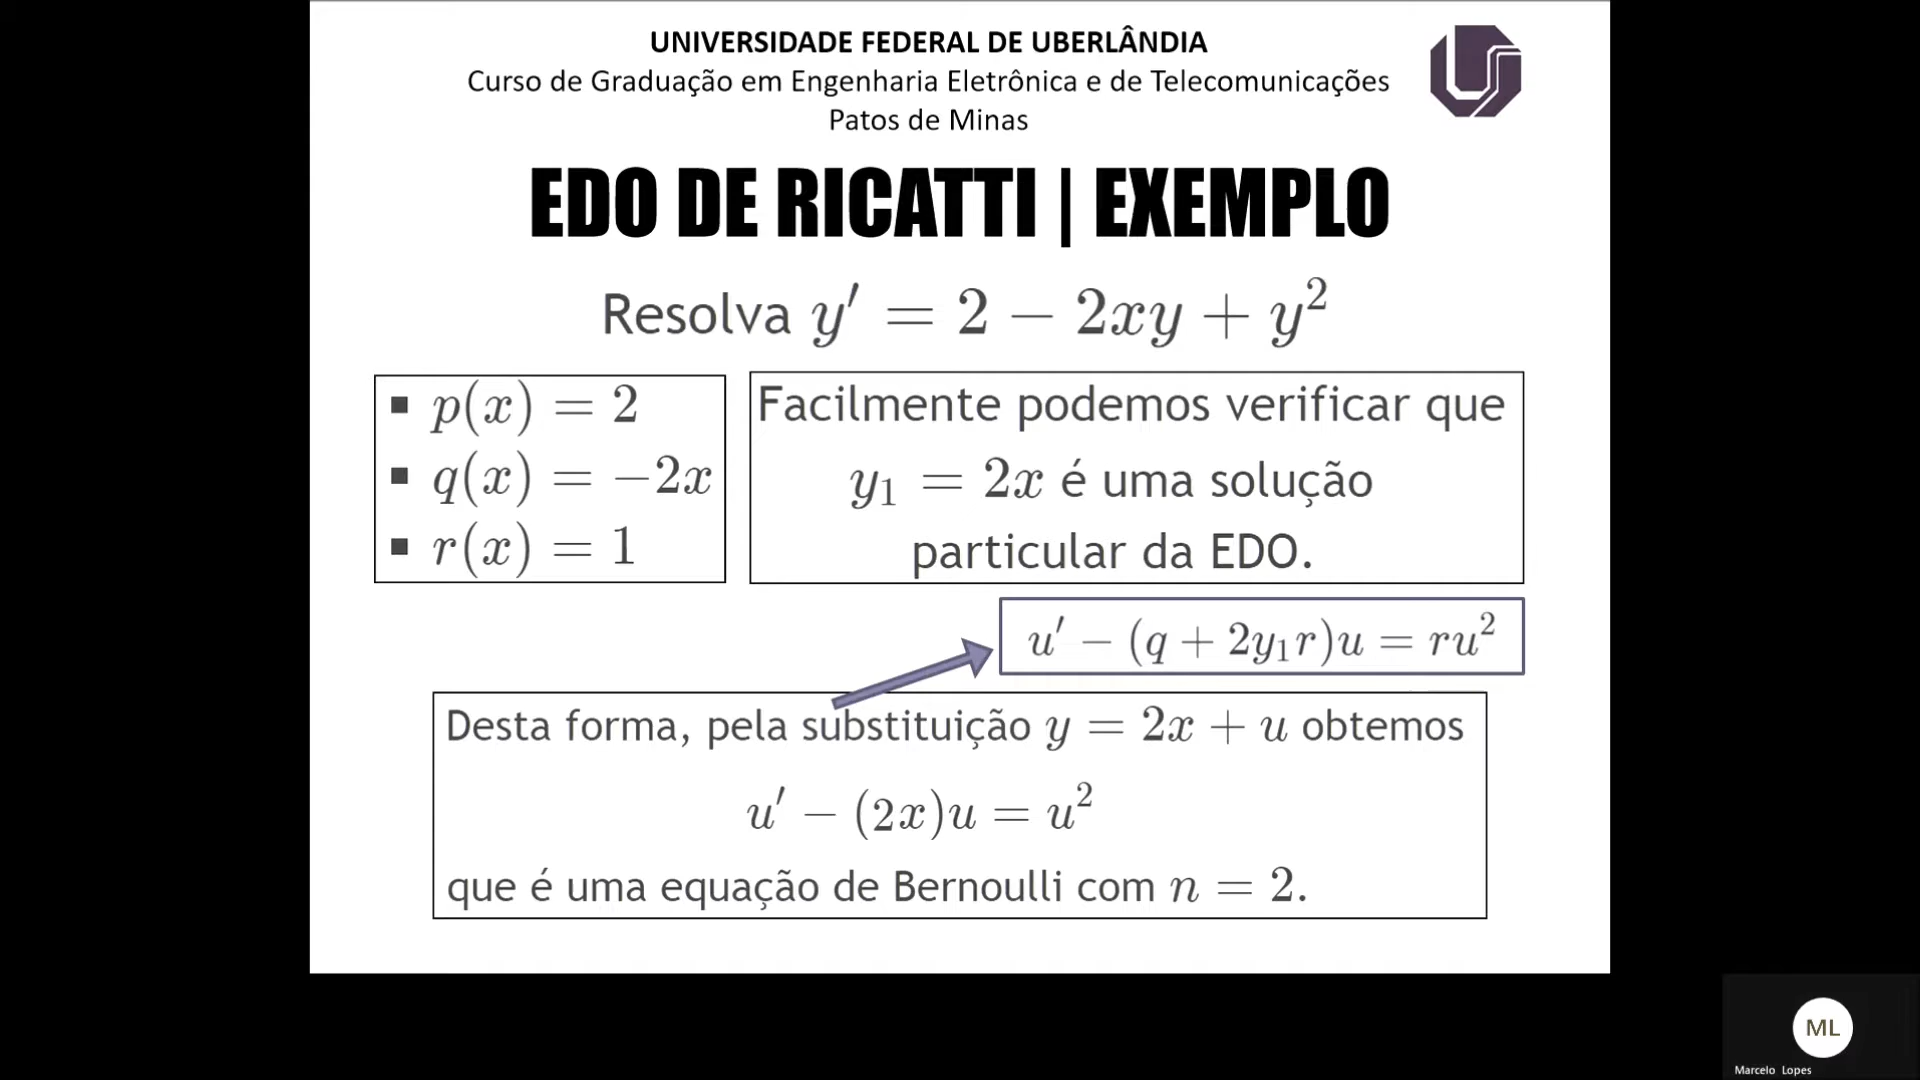 UNIVERSIDADE FEDERAL DE UBERLÂNDIA
Curso de Graduação em Engenharia Eletrônica e de Telecomunicações
Patos de Minas
EDO DE RICATTI | EXEMPLO
Resolva y′ = 2 − 2xy + y²
▪ p(x) = 2
▪ q(x) = −2x
▪ r(x) = 1
Facilmente podemos verificar que
y₁ = 2x é uma solução
particular da EDO.
u′ − (q + 2y₁r)u = ru²
Desta forma, pela substituição y = 2x + u obtemos
u′ − (2x)u = u²
que é uma equação de Bernoulli com n = 2.
ML
Marcelo Lopes